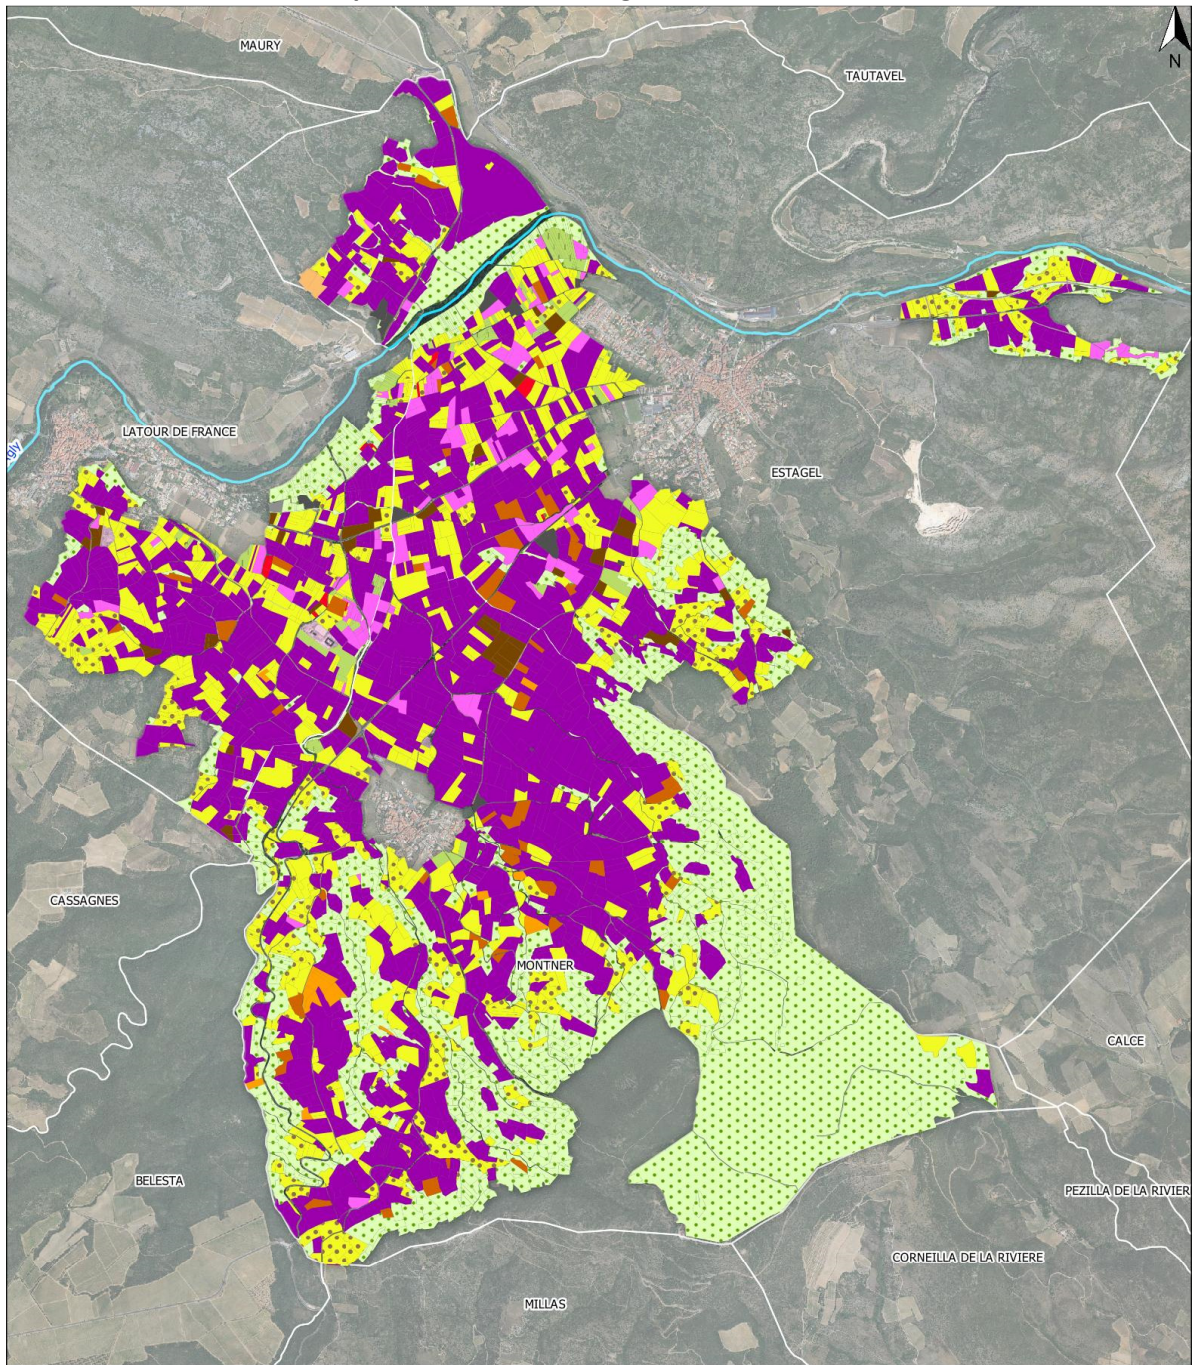 MAURY
TAUTAVEL
N
LATOUR DE FRANCE
ESTAGEL
CASSAGNES
MONTNER
CALCE
BELESTA
PEZILLA DE LA RIVIER
CORNEILLA DE LA RIVIERE
MILLAS